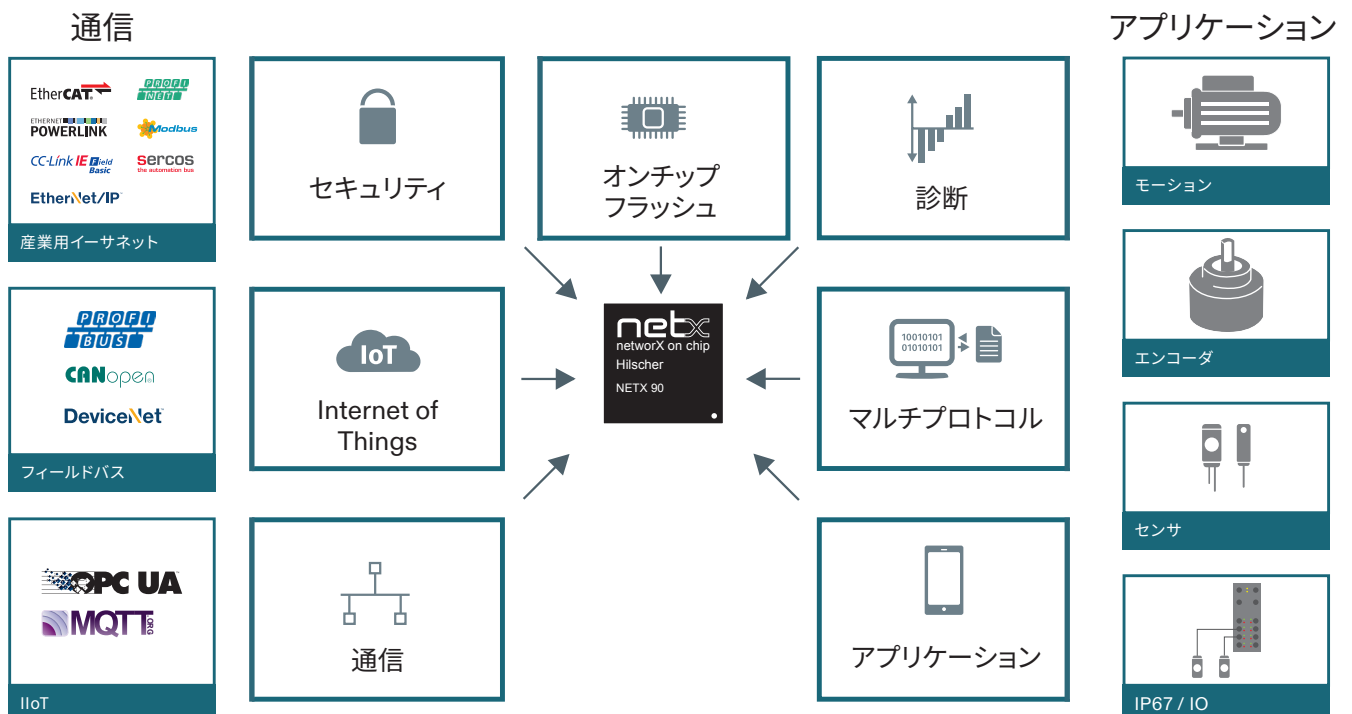 通信
アプリケーション
EtherCAT®
PROFI
NET
ETHERNET
POWERLINK
Modbus
CC-Link IE Field
Basic
sercos
the automation bus
EtherNet/IP™
産業用イーサネット
PROFI
BUS
CANopen
DeviceNet™
フィールドバス
OPC UA
MQTT.ORG
IIoT
セキュリティ
オンチップ
フラッシュ
診断
IoT
Internet of
Things
netx
networX on chip
Hilscher
NETX 90
10010101
01010101
マルチプロトコル
通信
アプリケーション
モーション
エンコーダ
センサ
IP67 / IO